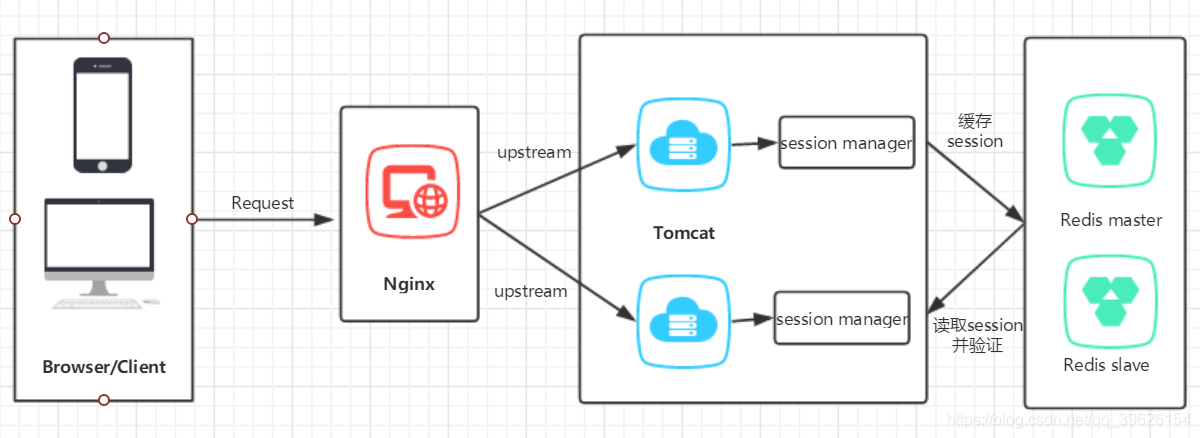 Browser/Client
Request
Nginx
upstream
upstream
Tomcat
session manager
session manager
缓存
session
读取session
并验证
Redis master
Redis slave
https://blog.csdn.net/qq_39626154